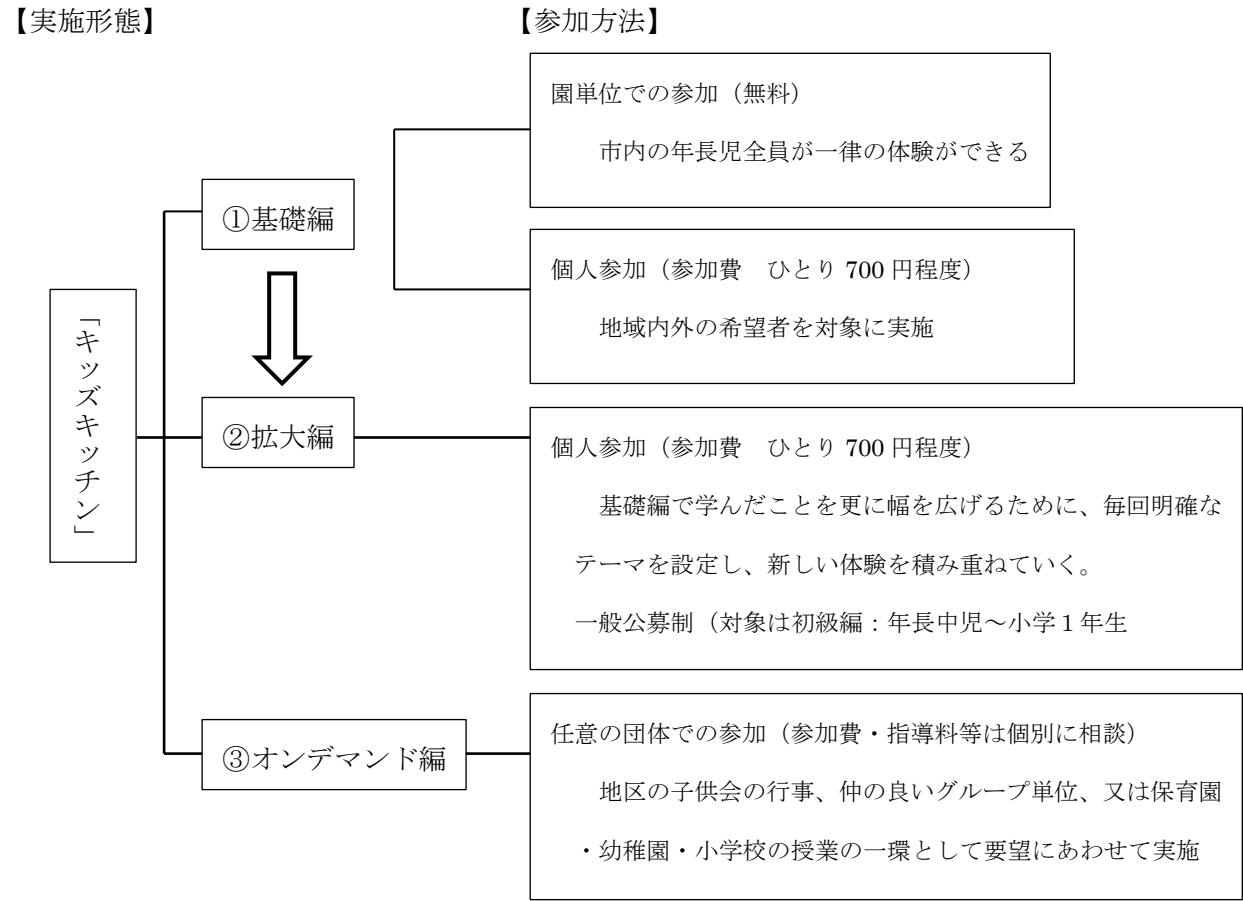 【実施形態】
【参加方法】
「キッズキッチン」
①基礎編
園単位での参加（無料）
市内の年長児全員が一律の体験ができる
個人参加（参加費　ひとり 700 円程度）
地域内外の希望者を対象に実施
②拡大編
個人参加（参加費　ひとり 700 円程度）
基礎編で学んだことを更に幅を広げるために、毎回明確な
テーマを設定し、新しい体験を積み重ねていく。
一般公募制（対象は初級編：年長中児～小学１年生
③オンデマンド編
任意の団体での参加（参加費・指導料等は個別に相談）
地区の子供会の行事、仲の良いグループ単位、又は保育園
・幼稚園・小学校の授業の一環として要望にあわせて実施